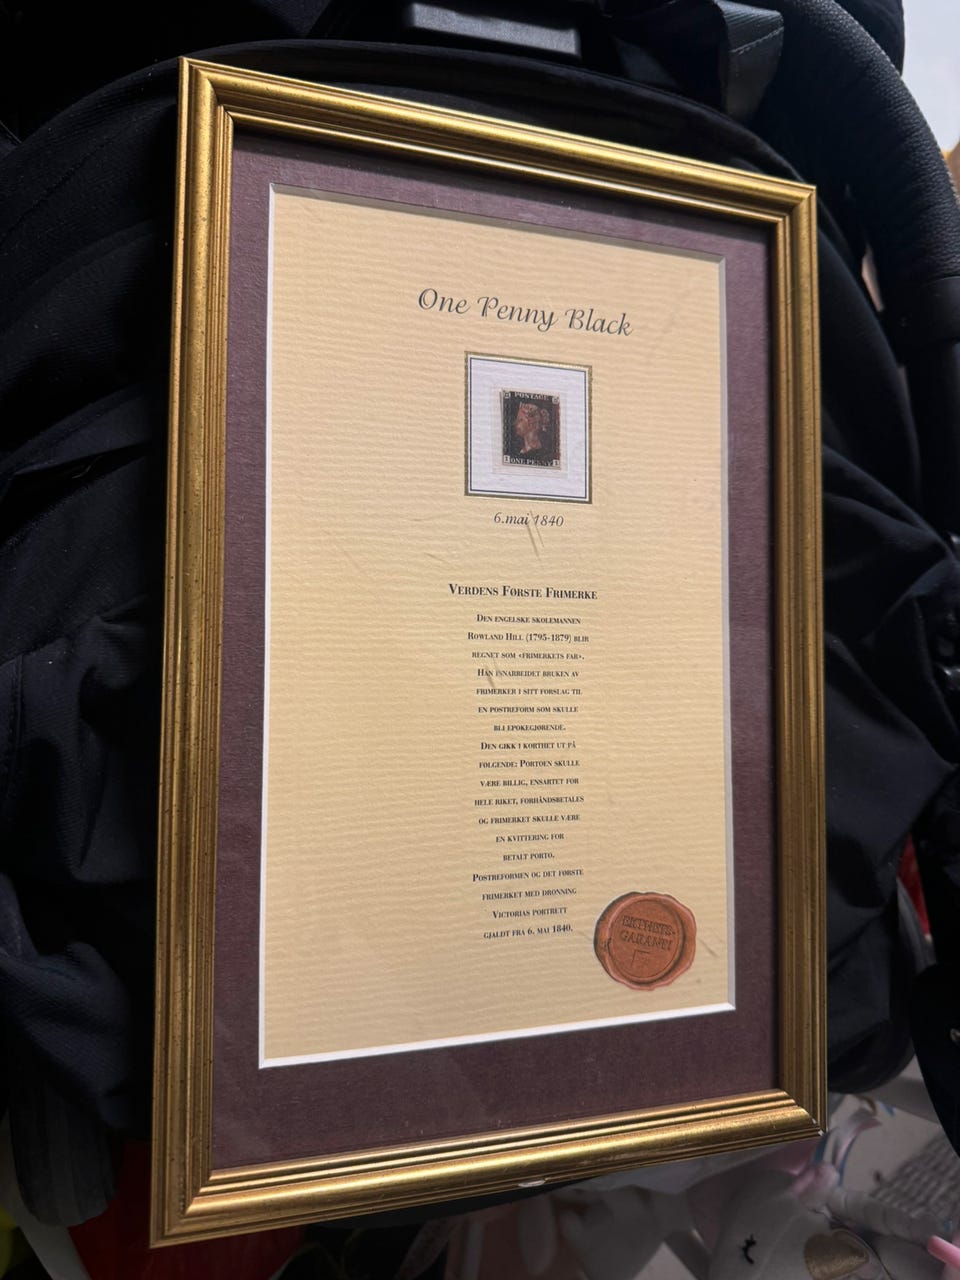 One Penny Black
POSTAGE
1 ONE PENNY 1
6. mai 1840
VERDENS FØRSTE FRIMERKE
DEN ENGELSKE SKOLEMANNEN
ROWLAND HILL (1795-1879) BLIR
REGNET SOM «FRIMERKETS FAR».
HAN INNARBEIDET BRUKEN AV
FRIMERKER I SITT FORSLAG TIL
EN POSTREFORM SOM SKULLE
BLI EPOKEGJØRENDE.
DEN GIKK I KORTHET UT PÅ
FØLGENDE: PORTOEN SKULLE
VÆRE BILLIG, ENSARTET FOR
HELE RIKET, FORHÅNDSBETALES
OG FRIMERKET SKULLE VÆRE
EN KVITTERING FOR
BETALT PORTO.
POSTREFORMEN OG DET FØRSTE
FRIMERKET MED DRONNING
VICTORIAS PORTRETT
GJALDT FRA 6. MAI 1840.
EKTHETS-
GARANTI